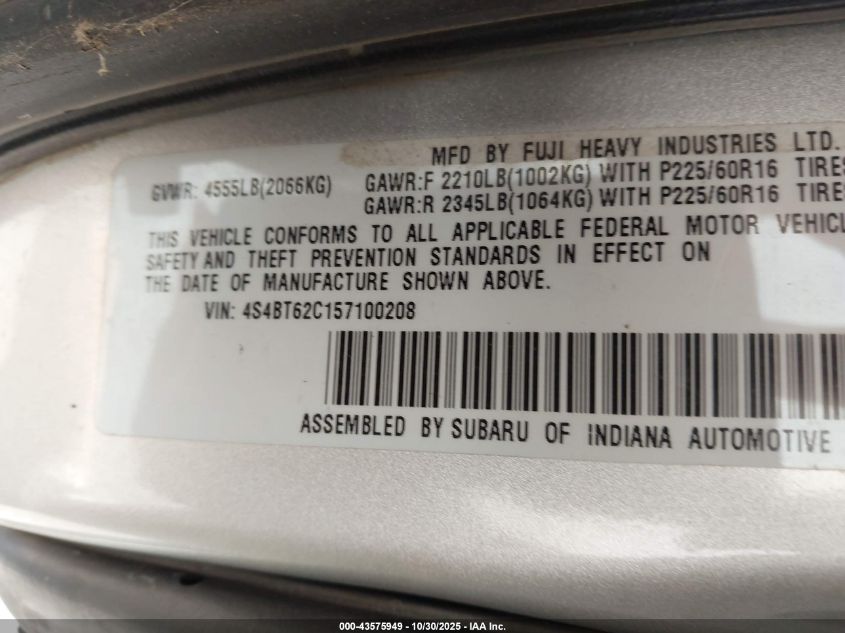 MFD BY FUJI HEAVY INDUSTRIES LTD.
GVWR: 4555LB(2066KG) GAWR:F 2210LB(1002KG) WITH P225/60R16 TIRES
GAWR:R 2345LB(1064KG) WITH P225/60R16 TIRES
THIS VEHICLE CONFORMS TO ALL APPLICABLE FEDERAL MOTOR VEHICL
SAFETY AND THEFT PREVENTION STANDARDS IN EFFECT ON
THE DATE OF MANUFACTURE SHOWN ABOVE.
VIN: 4S4BT62C157100208
ASSEMBLED BY SUBARU OF INDIANA AUTOMOTIVE
000-43575949 - 10/30/2025 - IAA Inc.